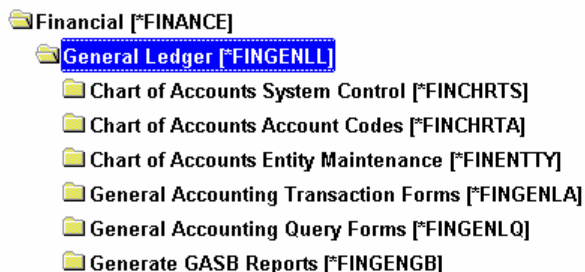 Financial [*FINANCE]
General Ledger [*FINGENLL]
Chart of Accounts System Control [*FINCHRTS]
Chart of Accounts Account Codes [*FINCHRTA]
Chart of Accounts Entity Maintenance [*FINENTTY]
General Accounting Transaction Forms [*FINGENLA]
General Accounting Query Forms [*FINGENLQ]
Generate GASB Reports [*FINGENGB]